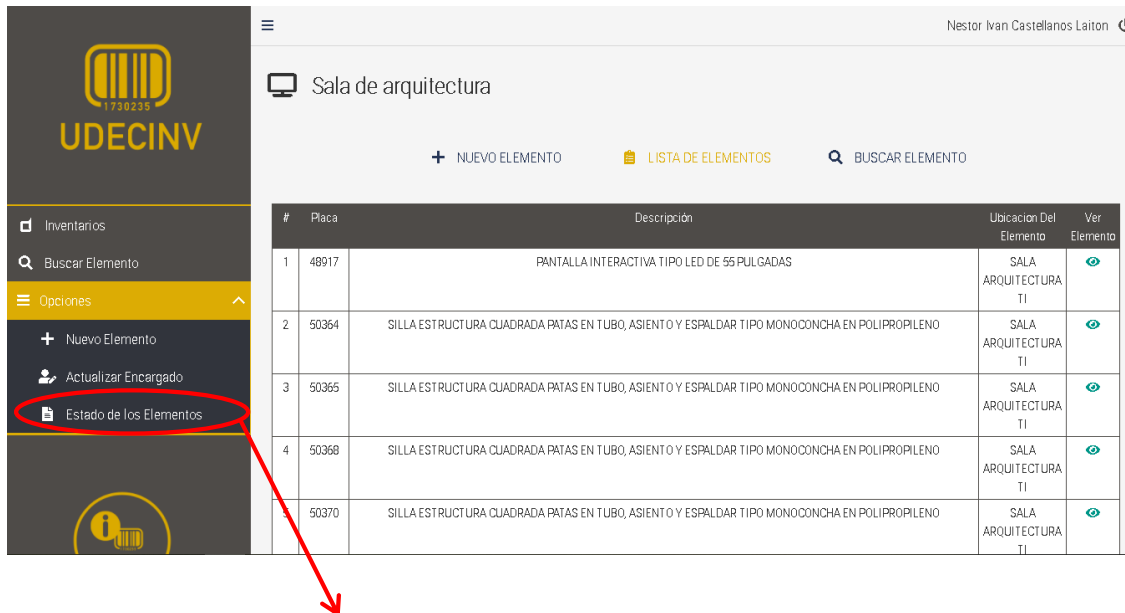 Nestor Ivan Castellanos Laiton
1730235
UDECINV
Sala de arquitectura
NUEVO ELEMENTO LISTA DE ELEMENTOS BUSCAR ELEMENTO
Inventarios
Buscar Elemento
Opciones
Nuevo Elemento
Actualizar Encargado
Estado de los Elementos
# Placa Descripción Ubicacion Del Elemento Ver Elemento
1 48917 PANTALLA INTERACTIVA TIPO LED DE 55 PULGADAS SALA ARQUITECTURA TI
2 50364 SILLA ESTRUCTURA CUADRADA PATAS EN TUBO, ASIENTO Y ESPALDAR TIPO MONOCONCHA EN POLIPROPILENO SALA ARQUITECTURA TI
3 50365 SILLA ESTRUCTURA CUADRADA PATAS EN TUBO, ASIENTO Y ESPALDAR TIPO MONOCONCHA EN POLIPROPILENO SALA ARQUITECTURA TI
4 50368 SILLA ESTRUCTURA CUADRADA PATAS EN TUBO, ASIENTO Y ESPALDAR TIPO MONOCONCHA EN POLIPROPILENO SALA ARQUITECTURA TI
5 50370 SILLA ESTRUCTURA CUADRADA PATAS EN TUBO, ASIENTO Y ESPALDAR TIPO MONOCONCHA EN POLIPROPILENO SALA ARQUITECTURA TI